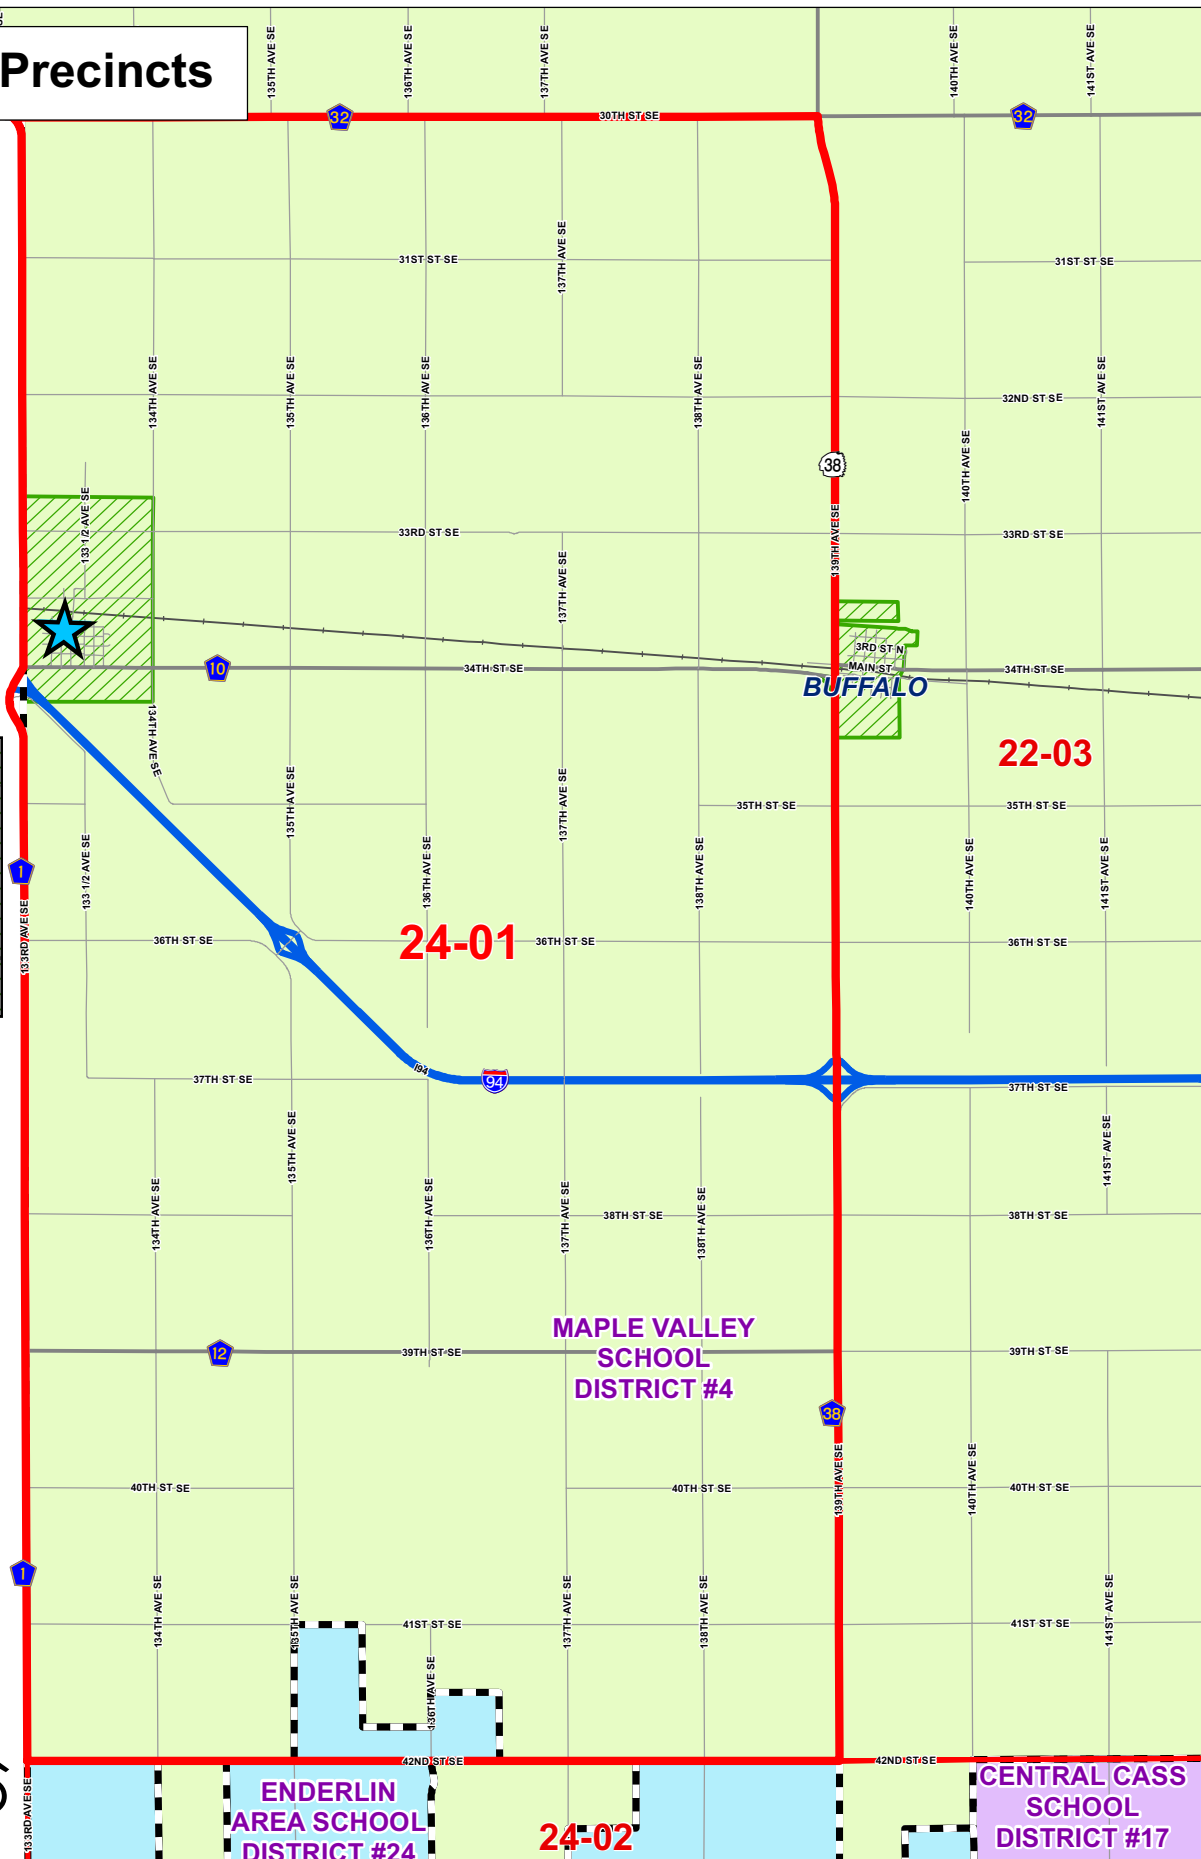 Precincts
135TH AVE SE
136TH AVE SE
137TH AVE SE
140TH AVE SE
141ST AVE SE
32
30TH ST SE
32
137TH AVE SE
31ST ST SE
31ST ST SE
134TH AVE SE
135TH AVE SE
136TH AVE SE
138TH AVE SE
141ST AVE SE
32ND ST SE
140TH AVE SE
38
133 1/2 AVE SE
33RD ST SE
137TH AVE SE
139TH AVE SE
33RD ST SE
3RD ST N
MAIN ST
10
34TH ST SE
34TH ST SE
BUFFALO
134TH AVE SE
22-03
135TH AVE SE
137TH AVE SE
35TH ST SE
35TH ST SE
1
133 1/2 AVE SE
136TH AVE SE
138TH AVE SE
140TH AVE SE
141ST AVE SE
133RD AVE SE
36TH ST SE
24-01
36TH ST SE
36TH ST SE
I94
94
37TH ST SE
37TH ST SE
135TH AVE SE
141ST AVE SE
134TH AVE SE
136TH AVE SE
137TH AVE SE
138TH AVE SE
38TH ST SE
38TH ST SE
MAPLE VALLEY
SCHOOL
DISTRICT #4
12
39TH ST SE
39TH ST SE
38
139TH AVE SE
140TH AVE SE
40TH ST SE
40TH ST SE
40TH ST SE
1
134TH AVE SE
135TH AVE SE
137TH AVE SE
138TH AVE SE
141ST AVE SE
41ST ST SE
41ST ST SE
136TH AVE SE
42ND ST SE
42ND ST SE
133RD AVE SE
ENDERLIN
AREA SCHOOL
DISTRICT #24
24-02
CENTRAL CASS
SCHOOL
DISTRICT #17